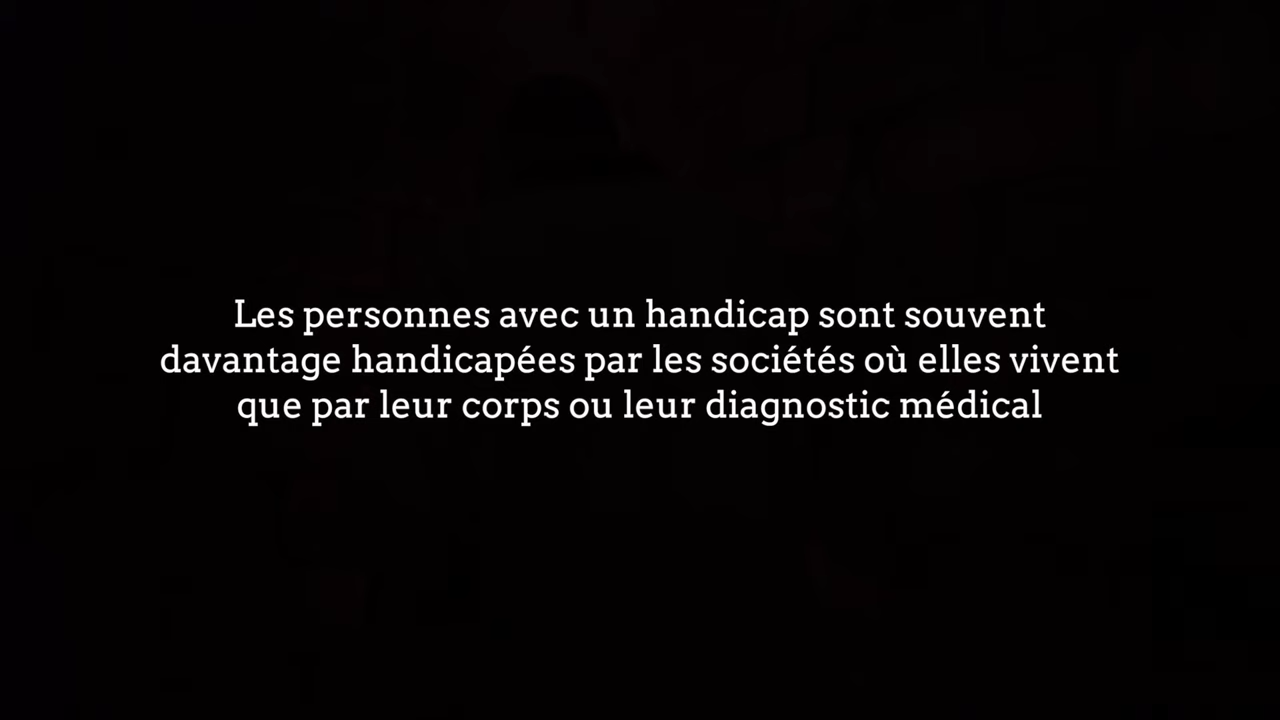 Les personnes avec un handicap sont souvent
davantage handicapées par les sociétés où elles vivent
que par leur corps ou leur diagnostic médical